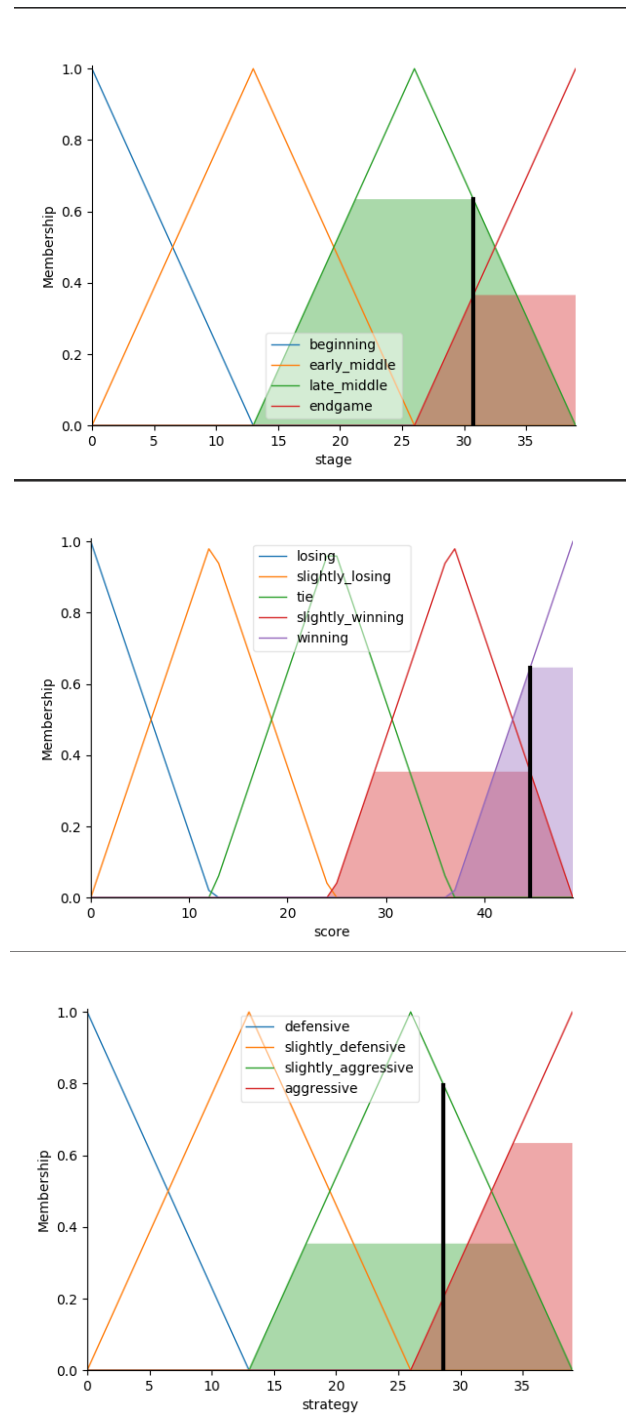 1.0
0.8
0.6
0.4
0.2
0.0
Membership
beginning
early_middle
late_middle
endgame
0 5 10 15 20 25 30 35
stage
1.0
0.8
0.6
0.4
0.2
0.0
Membership
losing
slightly_losing
tie
slightly_winning
winning
0 10 20 30 40
score
1.0
0.8
0.6
0.4
0.2
0.0
Membership
defensive
slightly_defensive
slightly_aggressive
aggressive
0 5 10 15 20 25 30 35
strategy